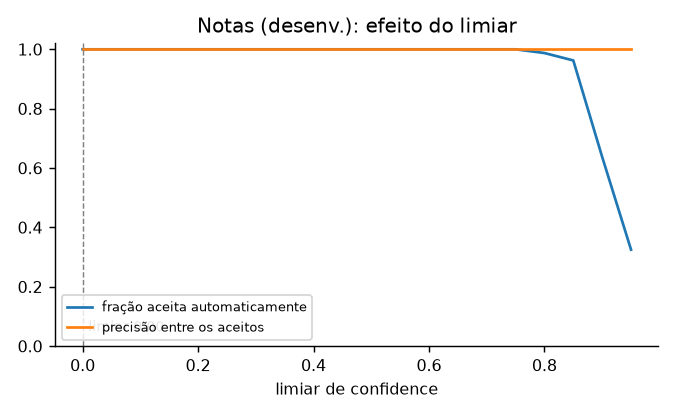 Notas (desenv.): efeito do limiar
1.0
0.8
0.6
0.4
0.2
0.0
fração aceita automaticamente
precisão entre os aceitos
0.0 0.2 0.4 0.6 0.8
limiar de confidence